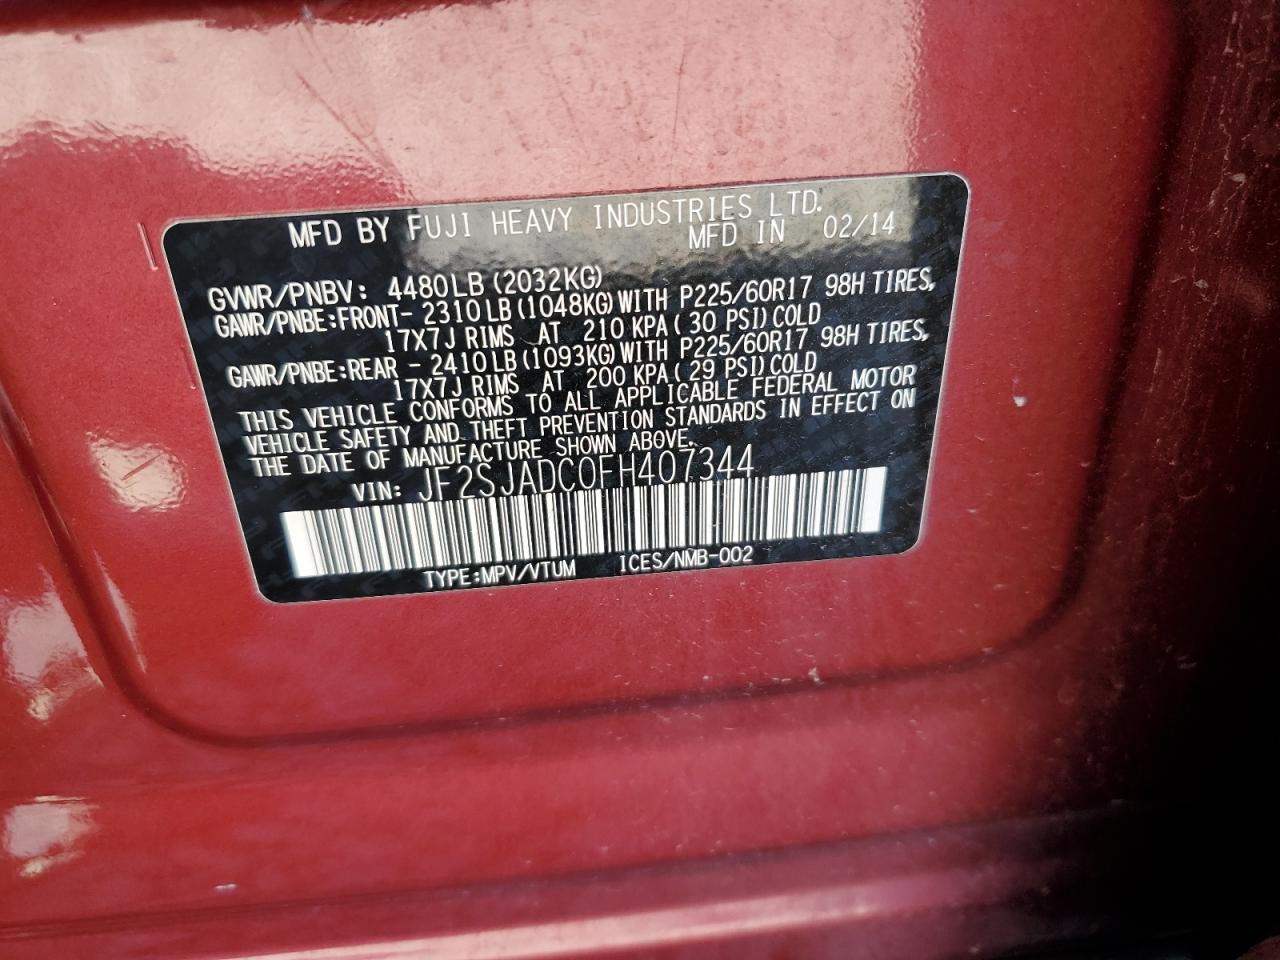 MFD BY FUJI HEAVY INDUSTRIES LTD.
MFD IN 02/14
GVWR/PNBV: 4480LB (2032KG)
GAWR/PNBE:FRONT- 2310LB (1048KG) WITH P225/60R17 98H TIRES,
17X7J RIMS AT 210 KPA (30 PSI) COLD
GAWR/PNBE:REAR - 2410LB (1093KG) WITH P225/60R17 98H TIRES,
17X7J RIMS AT 200 KPA (29 PSI) COLD
THIS VEHICLE CONFORMS TO ALL APPLICABLE FEDERAL MOTOR
VEHICLE SAFETY AND THEFT PREVENTION STANDARDS IN EFFECT ON
THE DATE OF MANUFACTURE SHOWN ABOVE.
VIN: JF2SJADC0FH407344
TYPE:MPV/VTUM ICES/NMB-002